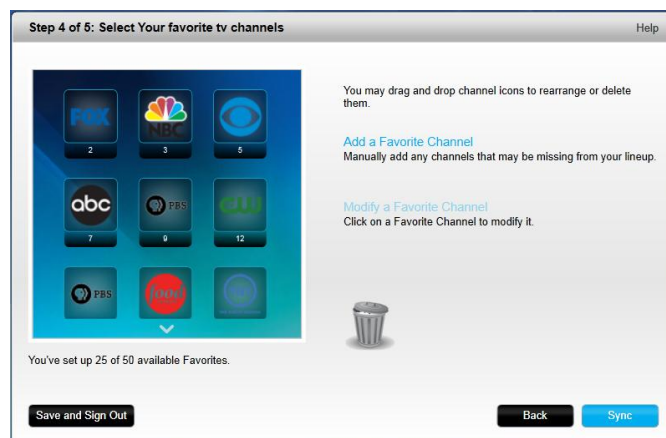 Step 4 of 5: Select Your favorite tv channels
Help
FOX
NBC
2
3
5
abc
PBS
CW
7
9
12
PBS
food
You may drag and drop channel icons to rearrange or delete
them.
Add a Favorite Channel
Manually add any channels that may be missing from your lineup.
Modify a Favorite Channel
Click on a Favorite Channel to modify it.
You've set up 25 of 50 available Favorites.
Save and Sign Out
Back
Sync